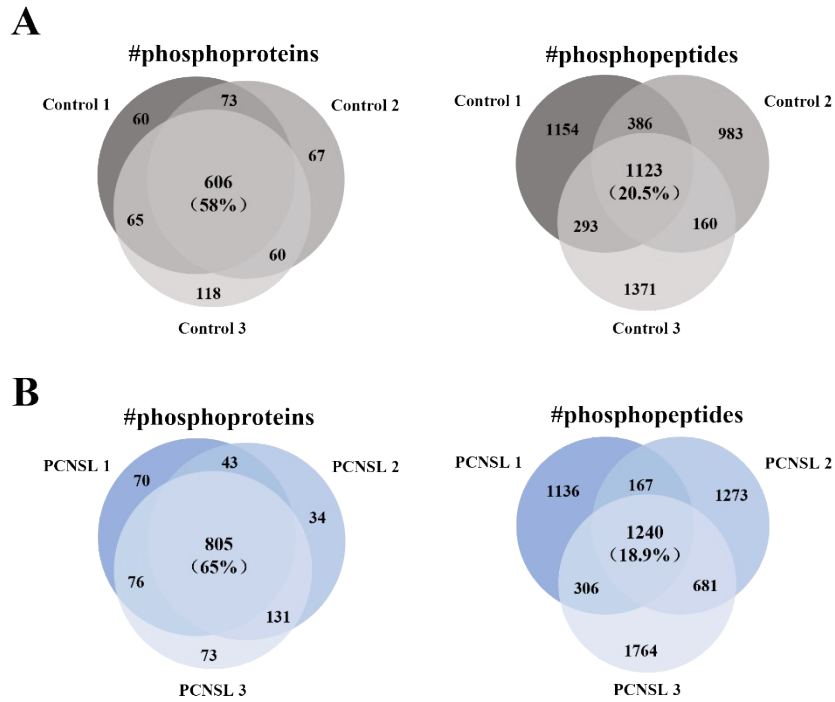 A
#phosphoproteins
Control 1
60
73
Control 2
67
606
（58%）
65
60
118
Control 3
#phosphopeptides
Control 1
1154
386
983
Control 2
1123
（20.5%）
293
160
1371
Control 3
B
#phosphoproteins
PCNSL 1
70
43
PCNSL 2
34
805
（65%）
76
131
73
PCNSL 3
#phosphopeptides
PCNSL 1
1136
167
1273
PCNSL 2
1240
（18.9%）
306
681
1764
PCNSL 3